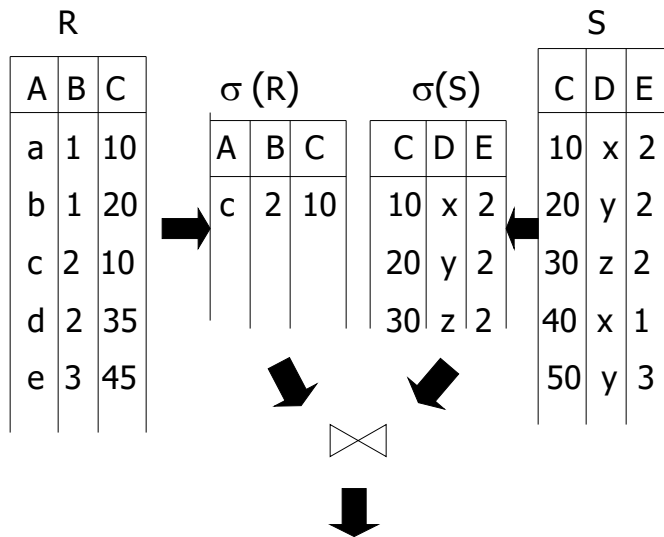 R
A B C
a 1 10
b 1 20
c 2 10
d 2 35
e 3 45
σ (R)
A B C
c 2 10
σ(S)
C D E
10 x 2
20 y 2
30 z 2
S
C D E
10 x 2
20 y 2
30 z 2
40 x 1
50 y 3